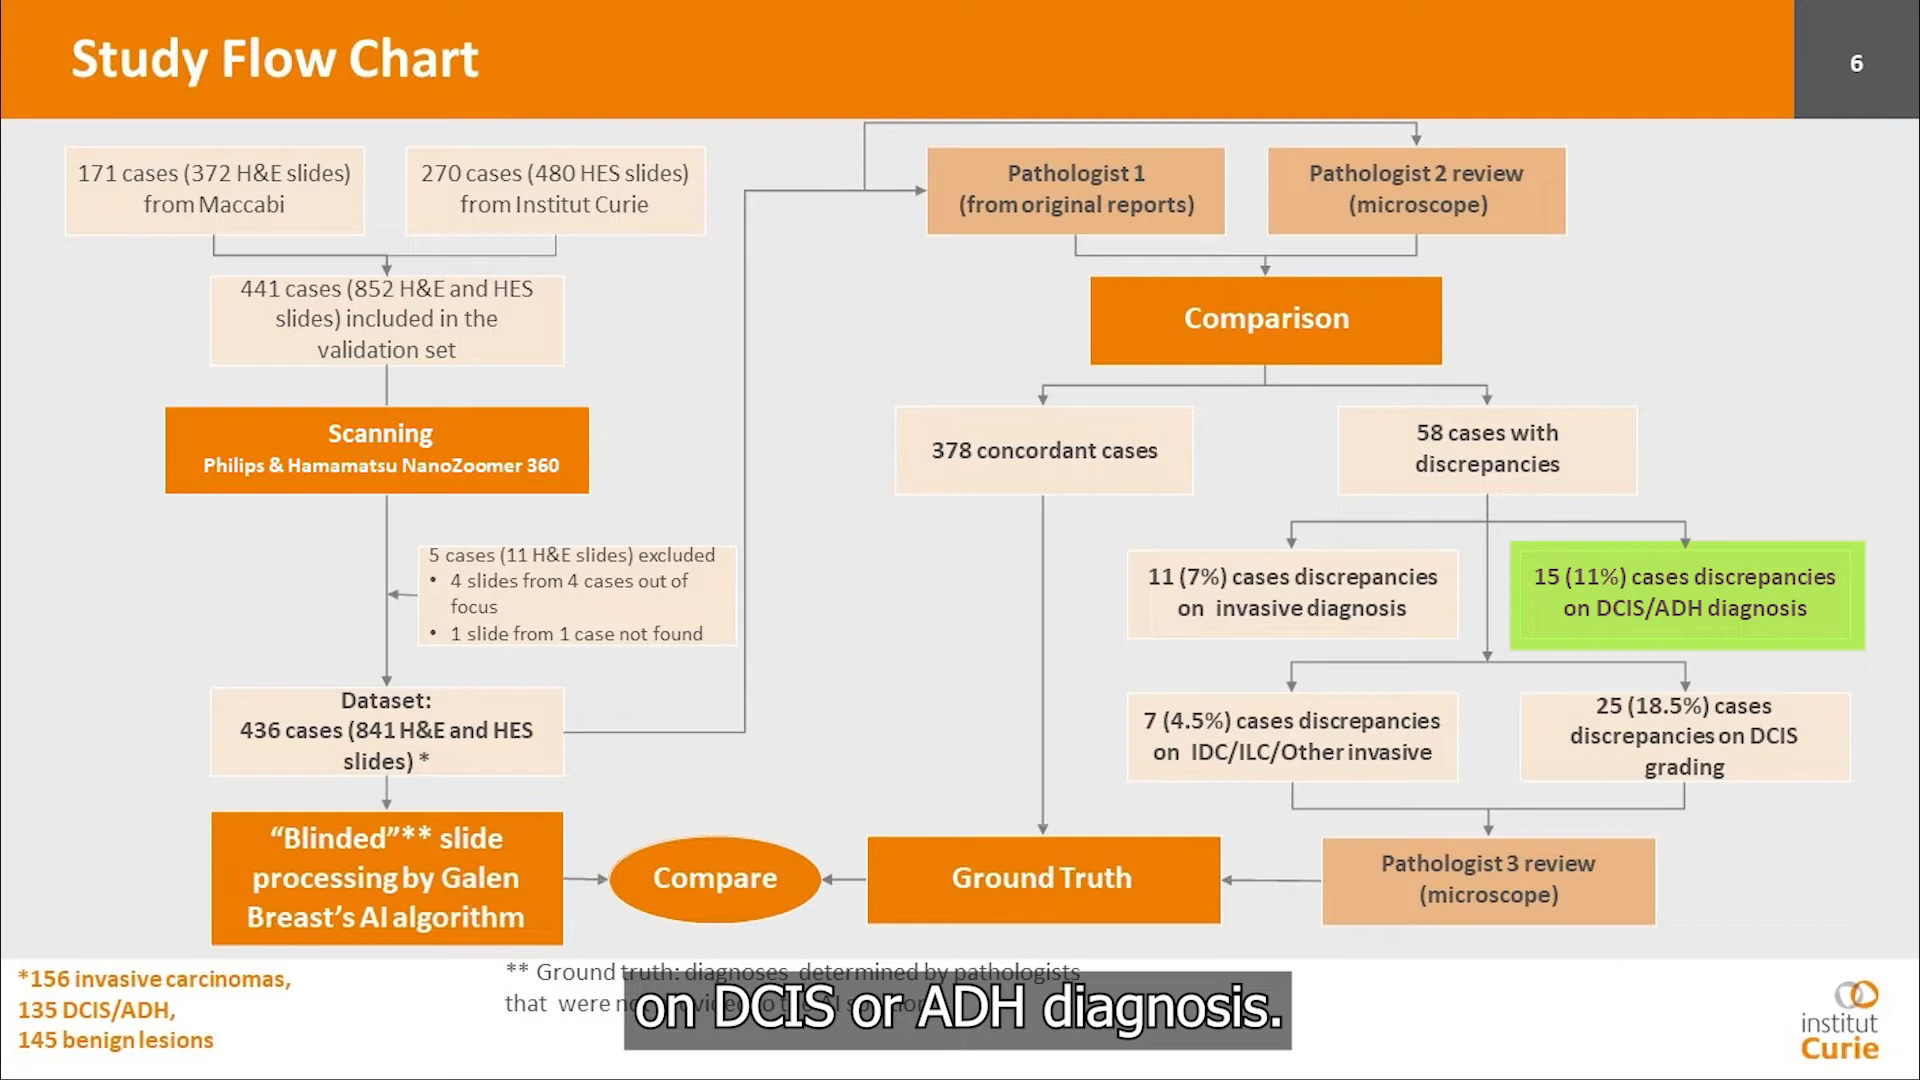 Study Flow Chart
6
171 cases (372 H&E slides)
from Maccabi
270 cases (480 HES slides)
from Institut Curie
Pathologist 1
(from original reports)
Pathologist 2 review
(microscope)
441 cases (852 H&E and HES
slides) included in the
validation set
Comparison
Scanning
Philips & Hamamatsu NanoZoomer 360
378 concordant cases
58 cases with
discrepancies
5 cases (11 H&E slides) excluded
• 4 slides from 4 cases out of
focus
• 1 slide from 1 case not found
11 (7%) cases discrepancies
on invasive diagnosis
15 (11%) cases discrepancies
on DCIS/ADH diagnosis
Dataset:
436 cases (841 H&E and HES
slides) *
7 (4.5%) cases discrepancies
on IDC/ILC/Other invasive
25 (18.5%) cases
discrepancies on DCIS
grading
“Blinded”** slide
processing by Galen
Breast’s AI algorithm
Compare
Ground Truth
Pathologist 3 review
(microscope)
*156 invasive carcinomas,
135 DCIS/ADH,
145 benign lesions
** Ground truth: diagnoses determined by pathologists
that were
on DCIS or ADH diagnosis.
institut
Curie